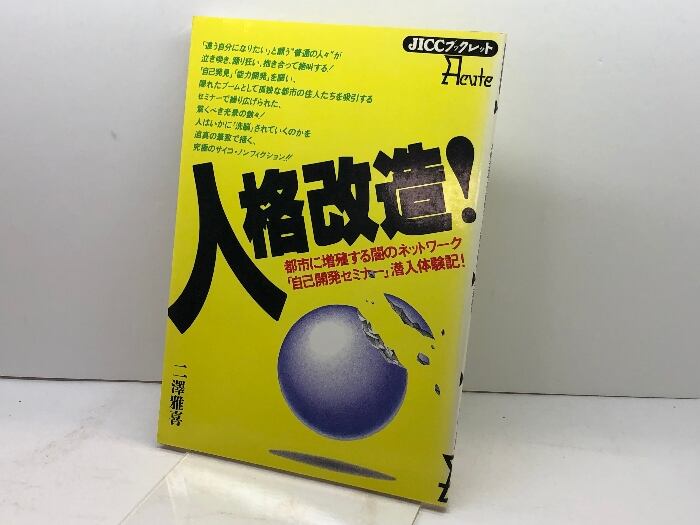 JICCブックレット
Acute
「違う自分になりたい」と願う“普通の人々”が
泣き喚き、踊り狂い、抱き合って絶叫する!
「自己発見」「能力開発」を謳い、
隠れたブームとして孤独な都市の住人たちを吸引する
セミナーで繰り広げられた、
驚くべき光景の数々!
人はいかに「洗脳」されていくのかを
迫真の筆致で描く、
究極のサイコ・ノンフィクション!!
人格改造!
都市に増殖する闇のネットワーク
「自己開発セミナー」潜入体験記!
二澤雅喜